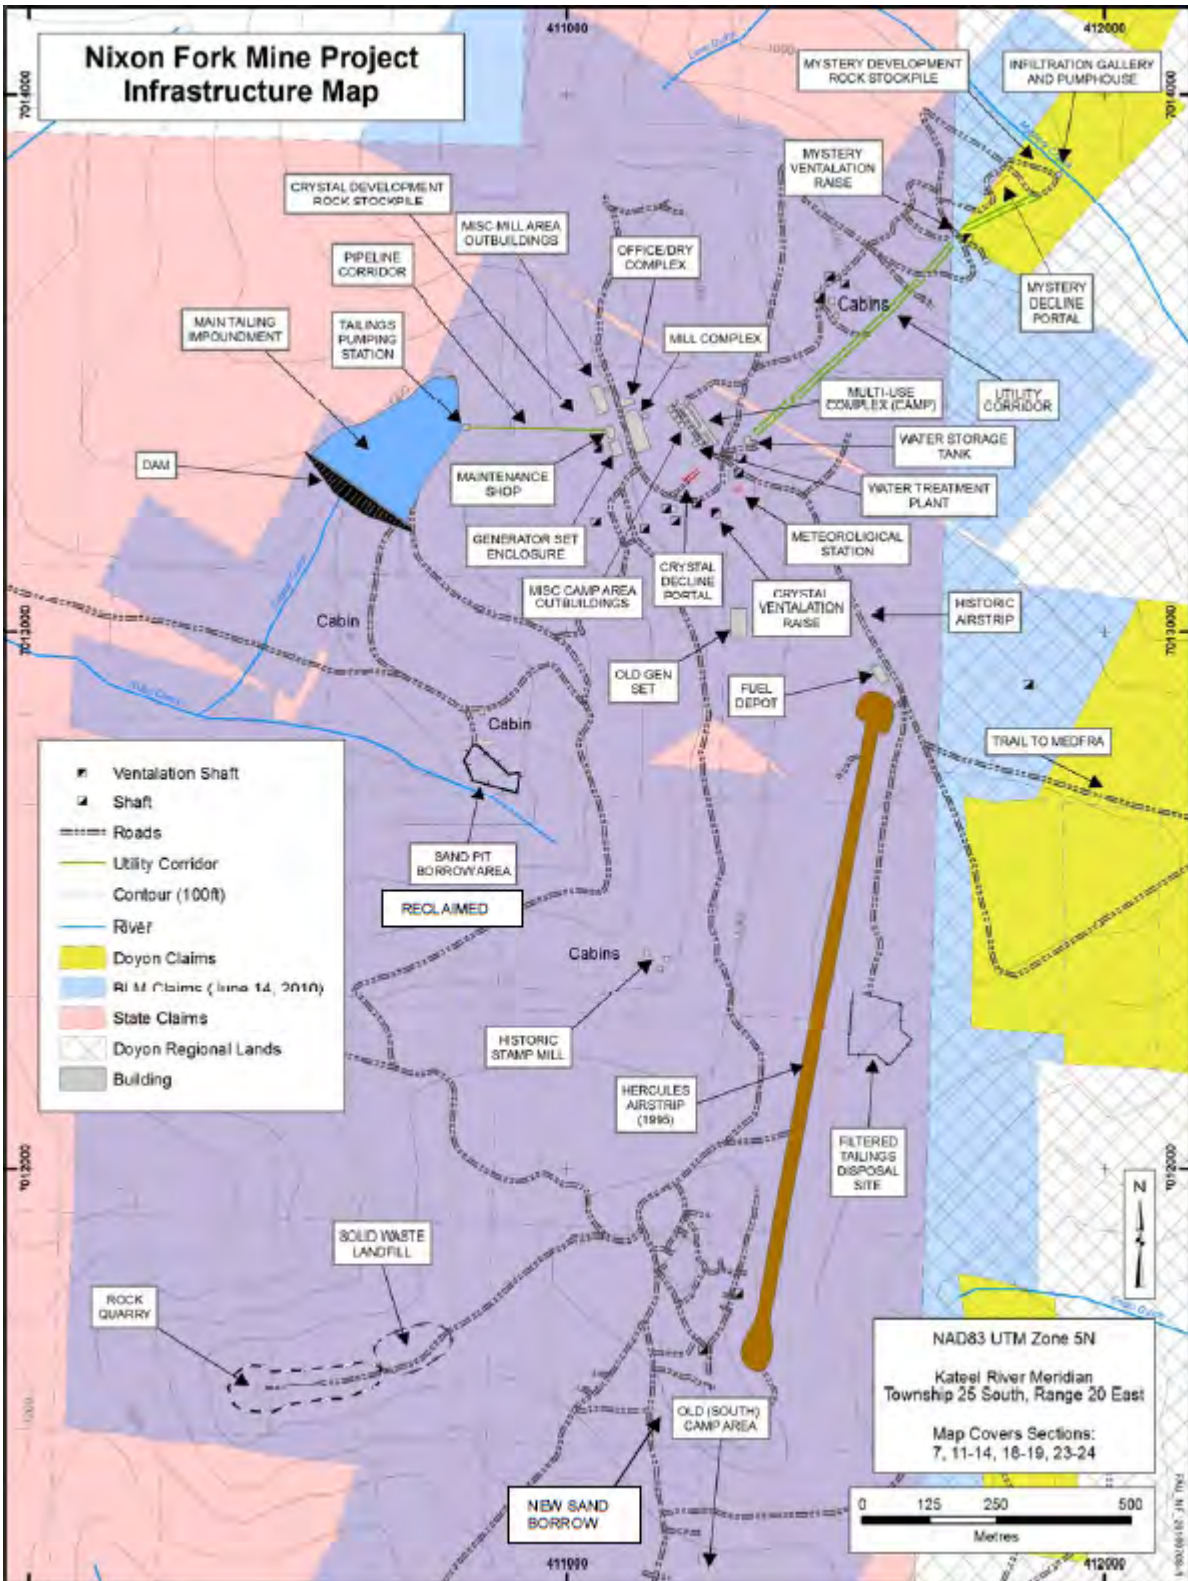 411000
412000
Nixon Fork Mine Project
Infrastructure Map
7014000
7014000
MYSTERY DEVELOPMENT
ROCK STOCKPILE
INFILTRATION GALLERY
AND PUMPHOUSE
MYSTERY
VENTALATION
RAISE
CRYSTAL DEVELOPMENT
ROCK STOCKPILE
MISC MILL AREA
OUTBUILDINGS
OFFICE/DRY
COMPLEX
PIPELINE
CORRIDOR
MYSTERY
DECLINE
PORTAL
Cabins
MAIN TAILING
IMPOUNDMENT
TAILINGS
PUMPING
STATION
MILL COMPLEX
MULTI-USE
COMPLEX (CAMP)
UTILITY
CORRIDOR
WATER STORAGE
TANK
DAM
MAINTENANCE
SHOP
WATER TREATMENT
PLANT
GENERATOR SET
ENCLOSURE
METEOROLIGICAL
STATION
CRYSTAL
DECLINE
PORTAL
MISC CAMP AREA
OUTBUILDINGS
CRYSTAL
VENTALATION
RAISE
HISTORIC
AIRSTRIP
Cabin
7013000
7013000
OLD GEN
SET
FUEL
DEPOT
Cabin
TRAIL TO MEDFRA
Ventalation Shaft
Shaft
Roads
Utility Corridor
Contour (100ft)
River
Doyon Claims
BLM Claims (June 14, 2010)
State Claims
Doyon Regional Lands
Building
SAND PIT
BORROW AREA
RECLAIMED
Cabins
HISTORIC
STAMP MILL
HERCULES
AIRSTRIP
(1995)
FILTERED
TAILINGS
DISPOSAL
SITE
7012000
7012000
N
SOLID WASTE
LANDFILL
ROCK
QUARRY
NAD83 UTM Zone 5N
Kateel River Meridian
Township 25 South, Range 20 East
Map Covers Sections:
7, 11-14, 18-19, 23-24
OLD (SOUTH)
CAMP AREA
NEW SAND
BORROW
0 125 250 500
Metres
411000
412000